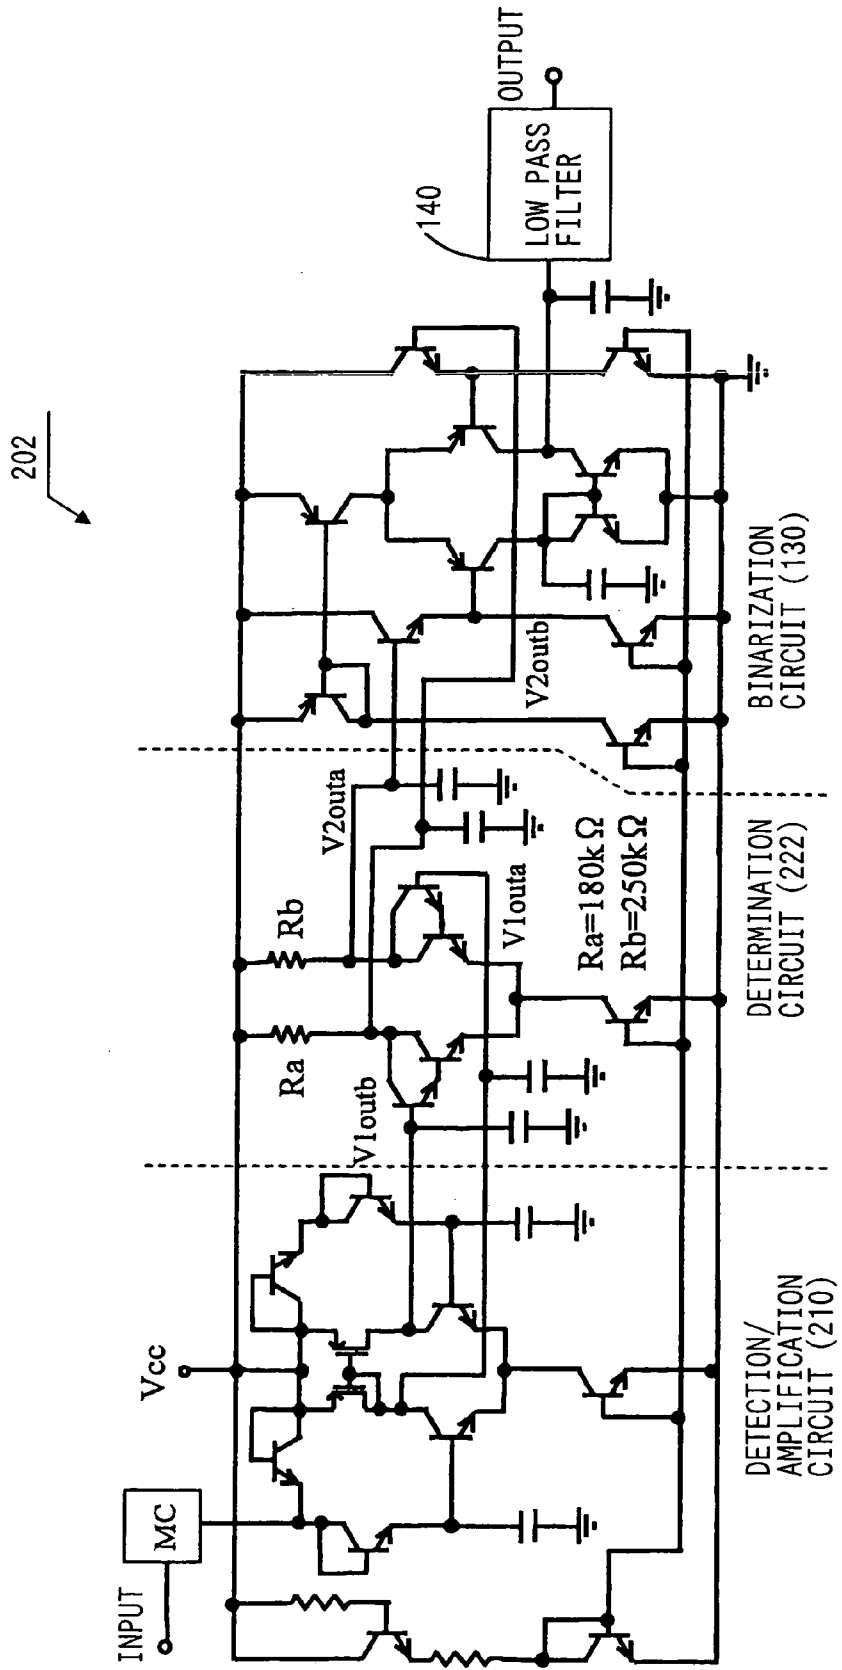 202
INPUT
MC
Vcc
Ra
Rb
V1outb
V1outa
V2outa
V2outb
Ra=180kΩ
Rb=250kΩ
140
LOW PASS
FILTER
OUTPUT
DETECTION/
AMPLIFICATION
CIRCUIT (210)
DETERMINATION
CIRCUIT (222)
BINARIZATION
CIRCUIT (130)